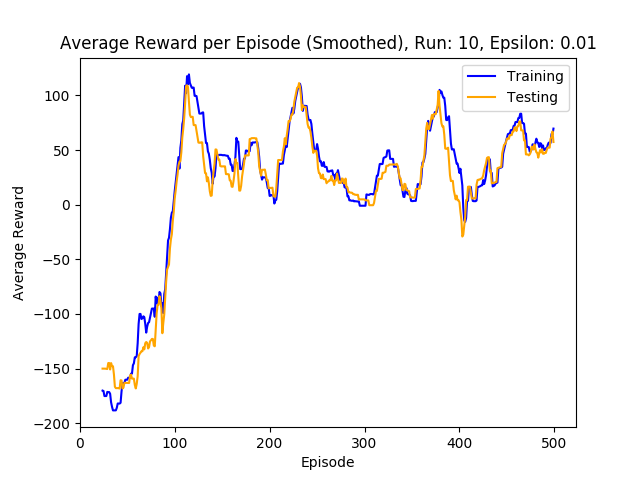 Average Reward per Episode (Smoothed), Run: 10, Epsilon: 0.01
Training
Testing
Average Reward
100
50
0
−50
−100
−150
−200
0 100 200 300 400 500
Episode